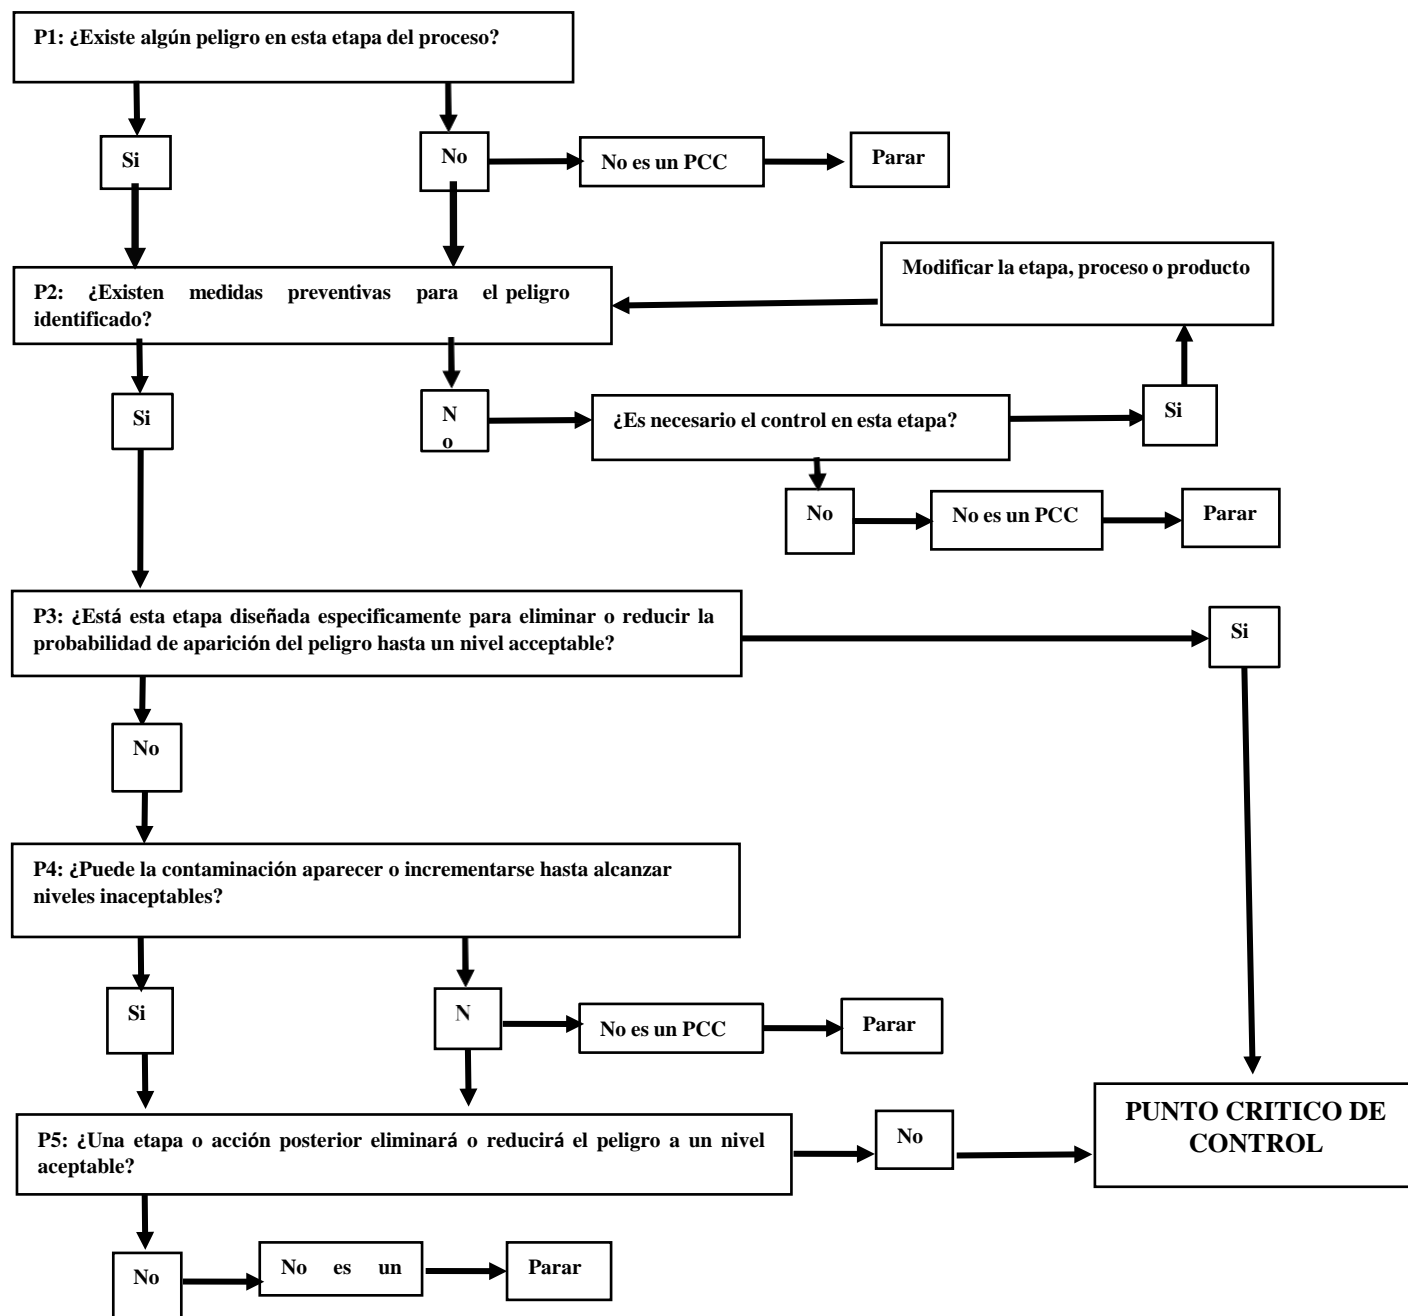 P1: ¿Existe algún peligro en esta etapa del proceso?
Si
No
No es un PCC
Parar
P2: ¿Existen medidas preventivas para el peligro
identificado?
Modificar la etapa, proceso o producto
Si
N
o
¿Es necesario el control en esta etapa?
Si
No
No es un PCC
Parar
P3: ¿Está esta etapa diseñada especificamente para eliminar o reducir la
probabilidad de aparición del peligro hasta un nivel acceptable?
Si
No
P4: ¿Puede la contaminación aparecer o incrementarse hasta alcanzar
niveles inaceptables?
Si
N
No es un PCC
Parar
P5: ¿Una etapa o acción posterior eliminará o reducirá el peligro a un nivel
aceptable?
No
PUNTO CRITICO DE
CONTROL
No
No es un
Parar